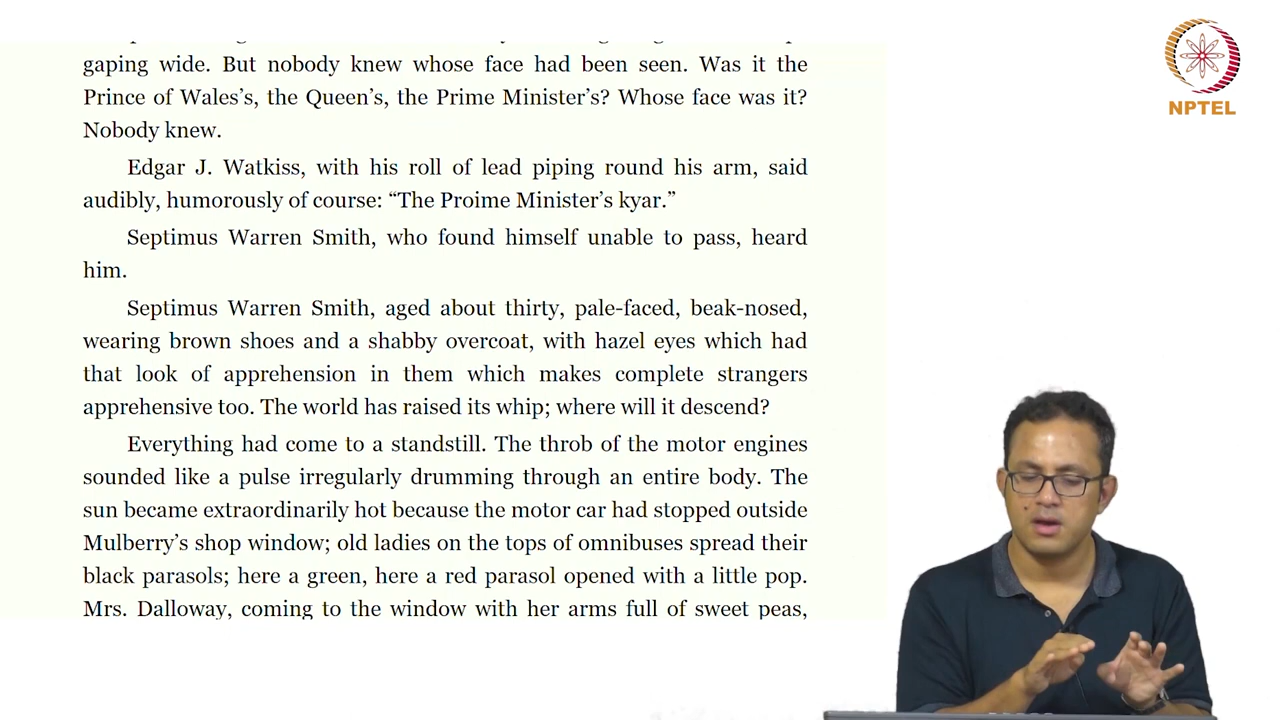 gaping wide. But nobody knew whose face had been seen. Was it the
Prince of Wales's, the Queen's, the Prime Minister's? Whose face was it?
Nobody knew.
Edgar J. Watkiss, with his roll of lead piping round his arm, said
audibly, humorously of course: “The Proime Minister's kyar.”
Septimus Warren Smith, who found himself unable to pass, heard
him.
Septimus Warren Smith, aged about thirty, pale-faced, beak-nosed,
wearing brown shoes and a shabby overcoat, with hazel eyes which had
that look of apprehension in them which makes complete strangers
apprehensive too. The world has raised its whip; where will it descend?
Everything had come to a standstill. The throb of the motor engines
sounded like a pulse irregularly drumming through an entire body. The
sun became extraordinarily hot because the motor car had stopped outside
Mulberry's shop window; old ladies on the tops of omnibuses spread their
black parasols; here a green, here a red parasol opened with a little pop.
Mrs. Dalloway, coming to the window with her arms full of sweet peas,
NPTEL